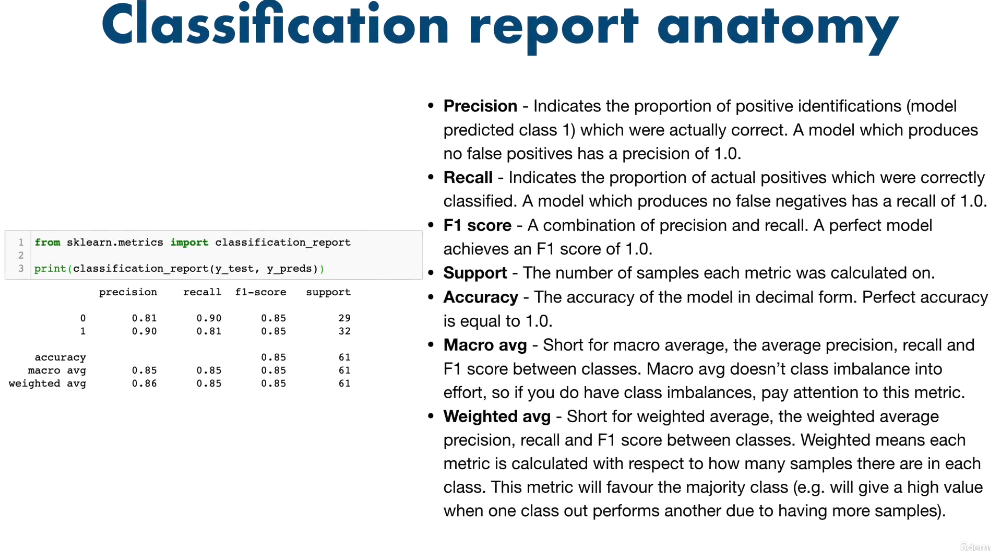 Classification report anatomy
1 from sklearn.metrics import classification_report
2
3 print(classification_report(y_test, y_preds))
precision recall f1-score support
0 0.81 0.90 0.85 29
1 0.90 0.81 0.85 32
accuracy 0.85 61
macro avg 0.85 0.85 0.85 61
weighted avg 0.86 0.85 0.85 61
• Precision - Indicates the proportion of positive identifications (model
predicted class 1) which were actually correct. A model which produces
no false positives has a precision of 1.0.
• Recall - Indicates the proportion of actual positives which were correctly
classified. A model which produces no false negatives has a recall of 1.0.
• F1 score - A combination of precision and recall. A perfect model
achieves an F1 score of 1.0.
• Support - The number of samples each metric was calculated on.
• Accuracy - The accuracy of the model in decimal form. Perfect accuracy
is equal to 1.0.
• Macro avg - Short for macro average, the average precision, recall and
F1 score between classes. Macro avg doesn't class imbalance into
effort, so if you do have class imbalances, pay attention to this metric.
• Weighted avg - Short for weighted average, the weighted average
precision, recall and F1 score between classes. Weighted means each
metric is calculated with respect to how many samples there are in each
class. This metric will favour the majority class (e.g. will give a high value
when one class out performs another due to having more samples).